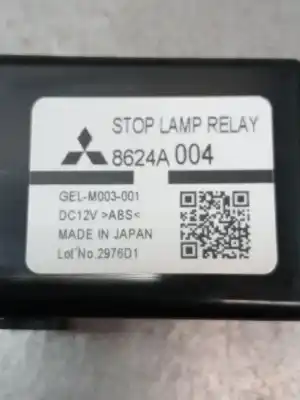 STOP LAMP RELAY
8624A 004
GEL-M003-001
DC12V >ABS<
MADE IN JAPAN
Lot No.2976D1